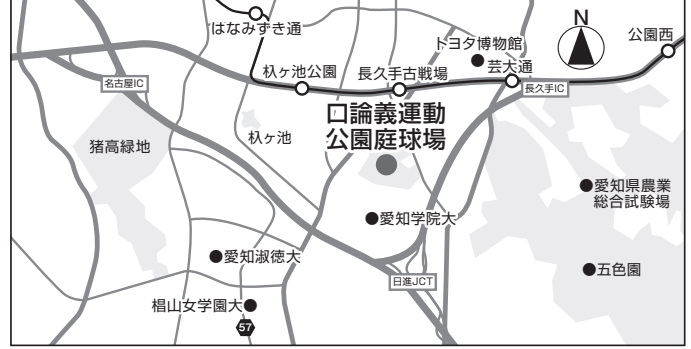 N
はなみずき通
公園西
トヨタ博物館
杁ヶ池公園
長久手古戦場
芸大通
名古屋IC
長久手IC
口論義運動
公園庭球場
猪高緑地
杁ヶ池
愛知県農業
総合試験場
愛知学院大
愛知淑徳大
五色園
日進JCT
椙山女学園大
57